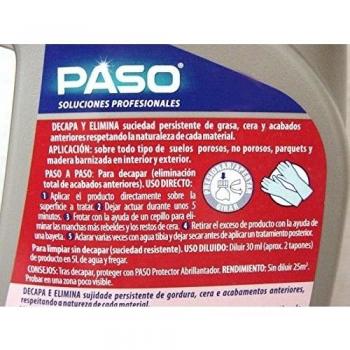 PASO®
SOLUCIONES PROFESIONALES
DECAPA Y ELIMINA suciedad persistente de grasa, cera y acabados
anteriores respetando la naturaleza de cada material.
APLICACIÓN: sobre todo tipo de suelos porosos, no porosos, parquets y
madera barnizada en interior y exterior.
PASO A PASO: Para decapar (eliminación
total de acabados anteriores). USO DIRECTO:
1 Aplicar el producto directamente sobre la
superficie a tratar. 2 Dejar actuar durante unos 5
minutos. 3 Frotar con la ayuda de un cepillo para eli-
minar las manchas más rebeldes y los restos de cera. 4 Retirar el exceso de producto con la ayuda de
una bayeta. 5 Aclarar varias veces con agua tibia y dejar secar antes de aplicar un tratamiento posterior.
Para limpiar sin decapar (suciedad resistente). USO DILUIDO: Diluir 30 ml (aprox. 2 tapones)
de producto en 5L de agua y fregar.
CONSEJOS: Tras decapar, proteger con PASO Protector Abrillantador. RENDIMIENTO: Sin diluir 25m².
Probar en una zona poco visible.
DECAPA E ELIMINA sujidade persistente de gordura, cera e acabamentos anteriores,
respeitando a natureza de cada material.